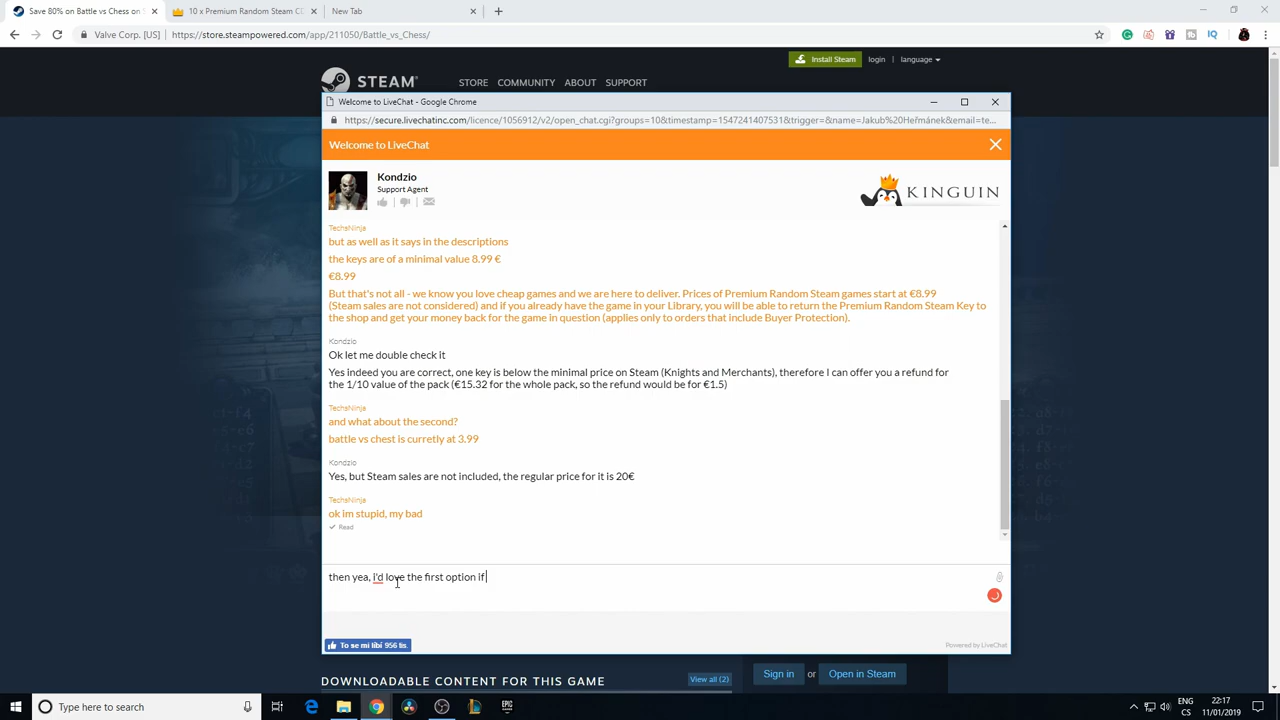 Save 80% on Battle vs Chess on S
10 x Premium Random Steam CD
New Tab
Valve Corp. [US] | https://store.steampowered.com/app/211050/Battle_vs_Chess/
IQ
Install Steam
login | language
STEAM
STORE COMMUNITY ABOUT SUPPORT
Welcome to LiveChat - Google Chrome
https://secure.livechatinc.com/licence/1056912/v2/open_chat.cgi?groups=10&timestamp=1547241407531&trigger=&name=Jakub%20Heřmánek&email=te...
Welcome to LiveChat
Kondzio
Support Agent
KINGUIN
TechsNinja
but as well as it says in the descriptions
the keys are of a minimal value 8.99 €
€8.99
But that's not all - we know you love cheap games and we are here to deliver. Prices of Premium Random Steam games start at €8.99
(Steam sales are not considered) and if you already have the game in your Library, you will be able to return the Premium Random Steam Key to
the shop and get your money back for the game in question (applies only to orders that include Buyer Protection).
Kondzio
Ok let me double check it
Yes indeed you are correct, one key is below the minimal price on Steam (Knights and Merchants), therefore I can offer you a refund for
the 1/10 value of the pack (€15.32 for the whole pack, so the refund would be for €1.5)
TechsNinja
and what about the second?
battle vs chest is curretly at 3.99
Kondzio
Yes, but Steam sales are not included, the regular price for it is 20€
TechsNinja
ok im stupid, my bad
Read
then yea, i'd love the first option if
To se mi líbí 956 tis.
Powered by LiveChat
DOWNLOADABLE CONTENT FOR THIS GAME
View all (2)
Sign in or Open in Steam
Type here to search
EPIC
ENG
CS
22:17
11/01/2019